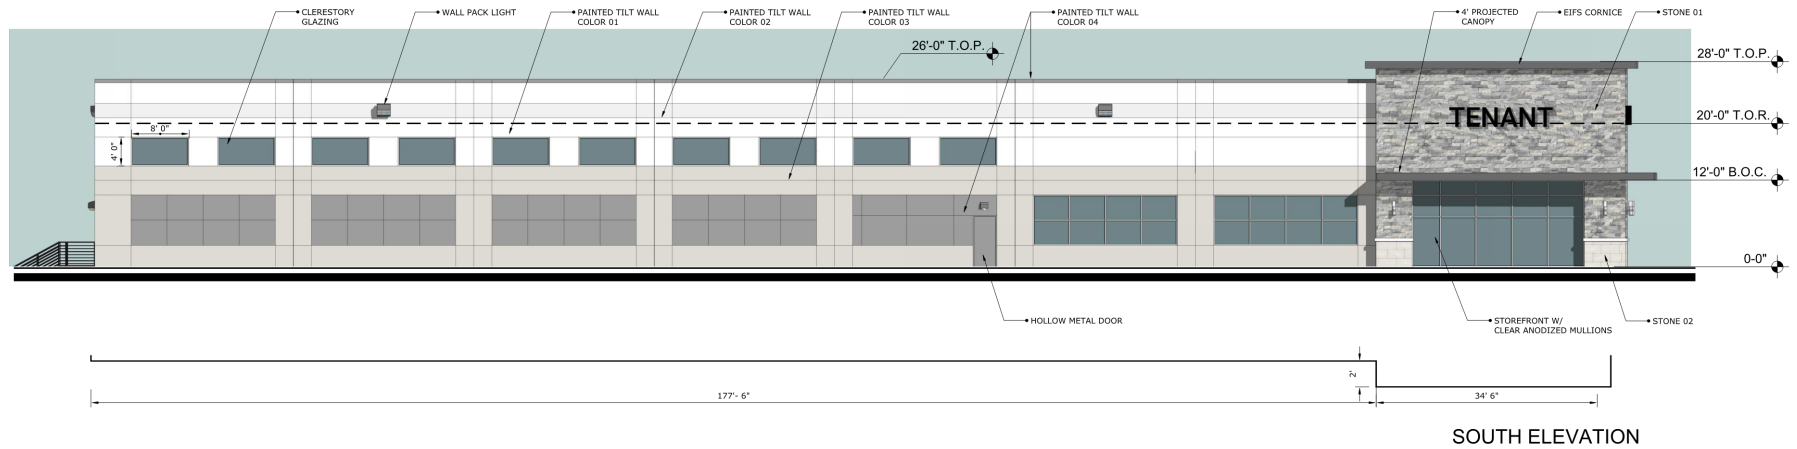 CLERESTORY
GLAZING
WALL PACK LIGHT
PAINTED TILT WALL
COLOR 01
PAINTED TILT WALL
COLOR 02
PAINTED TILT WALL
COLOR 03
PAINTED TILT WALL
COLOR 04
4' PROJECTED
CANOPY
EIFS CORNICE
STONE 01
26'-0" T.O.P.
28'-0" T.O.P.
TENANT
20'-0" T.O.R.
8' 0"
4' 0"
12'-0" B.O.C.
0-0"
HOLLOW METAL DOOR
STOREFRONT W/
CLEAR ANODIZED MULLIONS
STONE 02
2'
177'- 6"
34' 6"
SOUTH ELEVATION